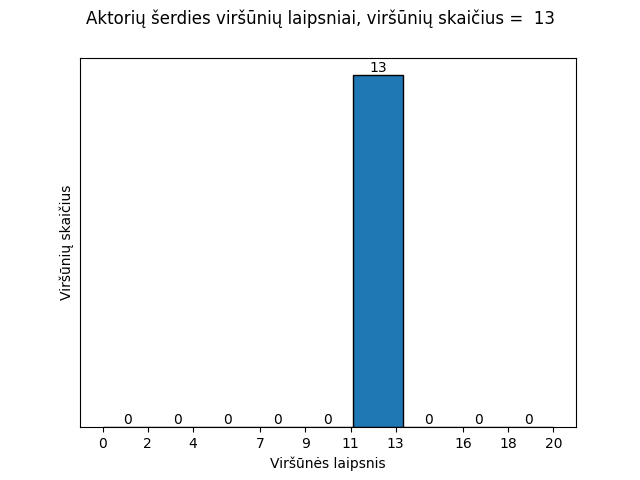 Aktorių šerdies viršūnių laipsniai, viršūnių skaičius =  13
13
Viršūnių skaičius
0 0 0 0 0 0 0 0
0 2 4 7 9 11 13 16 18 20
Viršūnės laipsnis